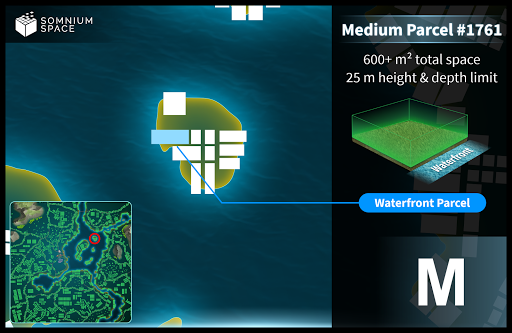 SOMNIUM
SPACE
Medium Parcel #1761
600+ m² total space
25 m height & depth limit
Waterfront
Waterfront Parcel
M